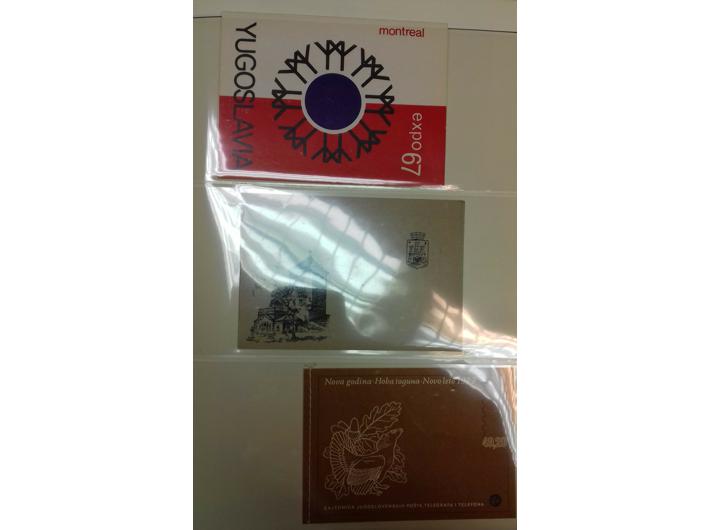 montreal
YUGOSLAVIA
expo67
Nova godina · Нова година · Novo leto
ZAJEDNICA JUGOSLOVENSKIH POŠTA, TELEGRAFA I TELEFONA